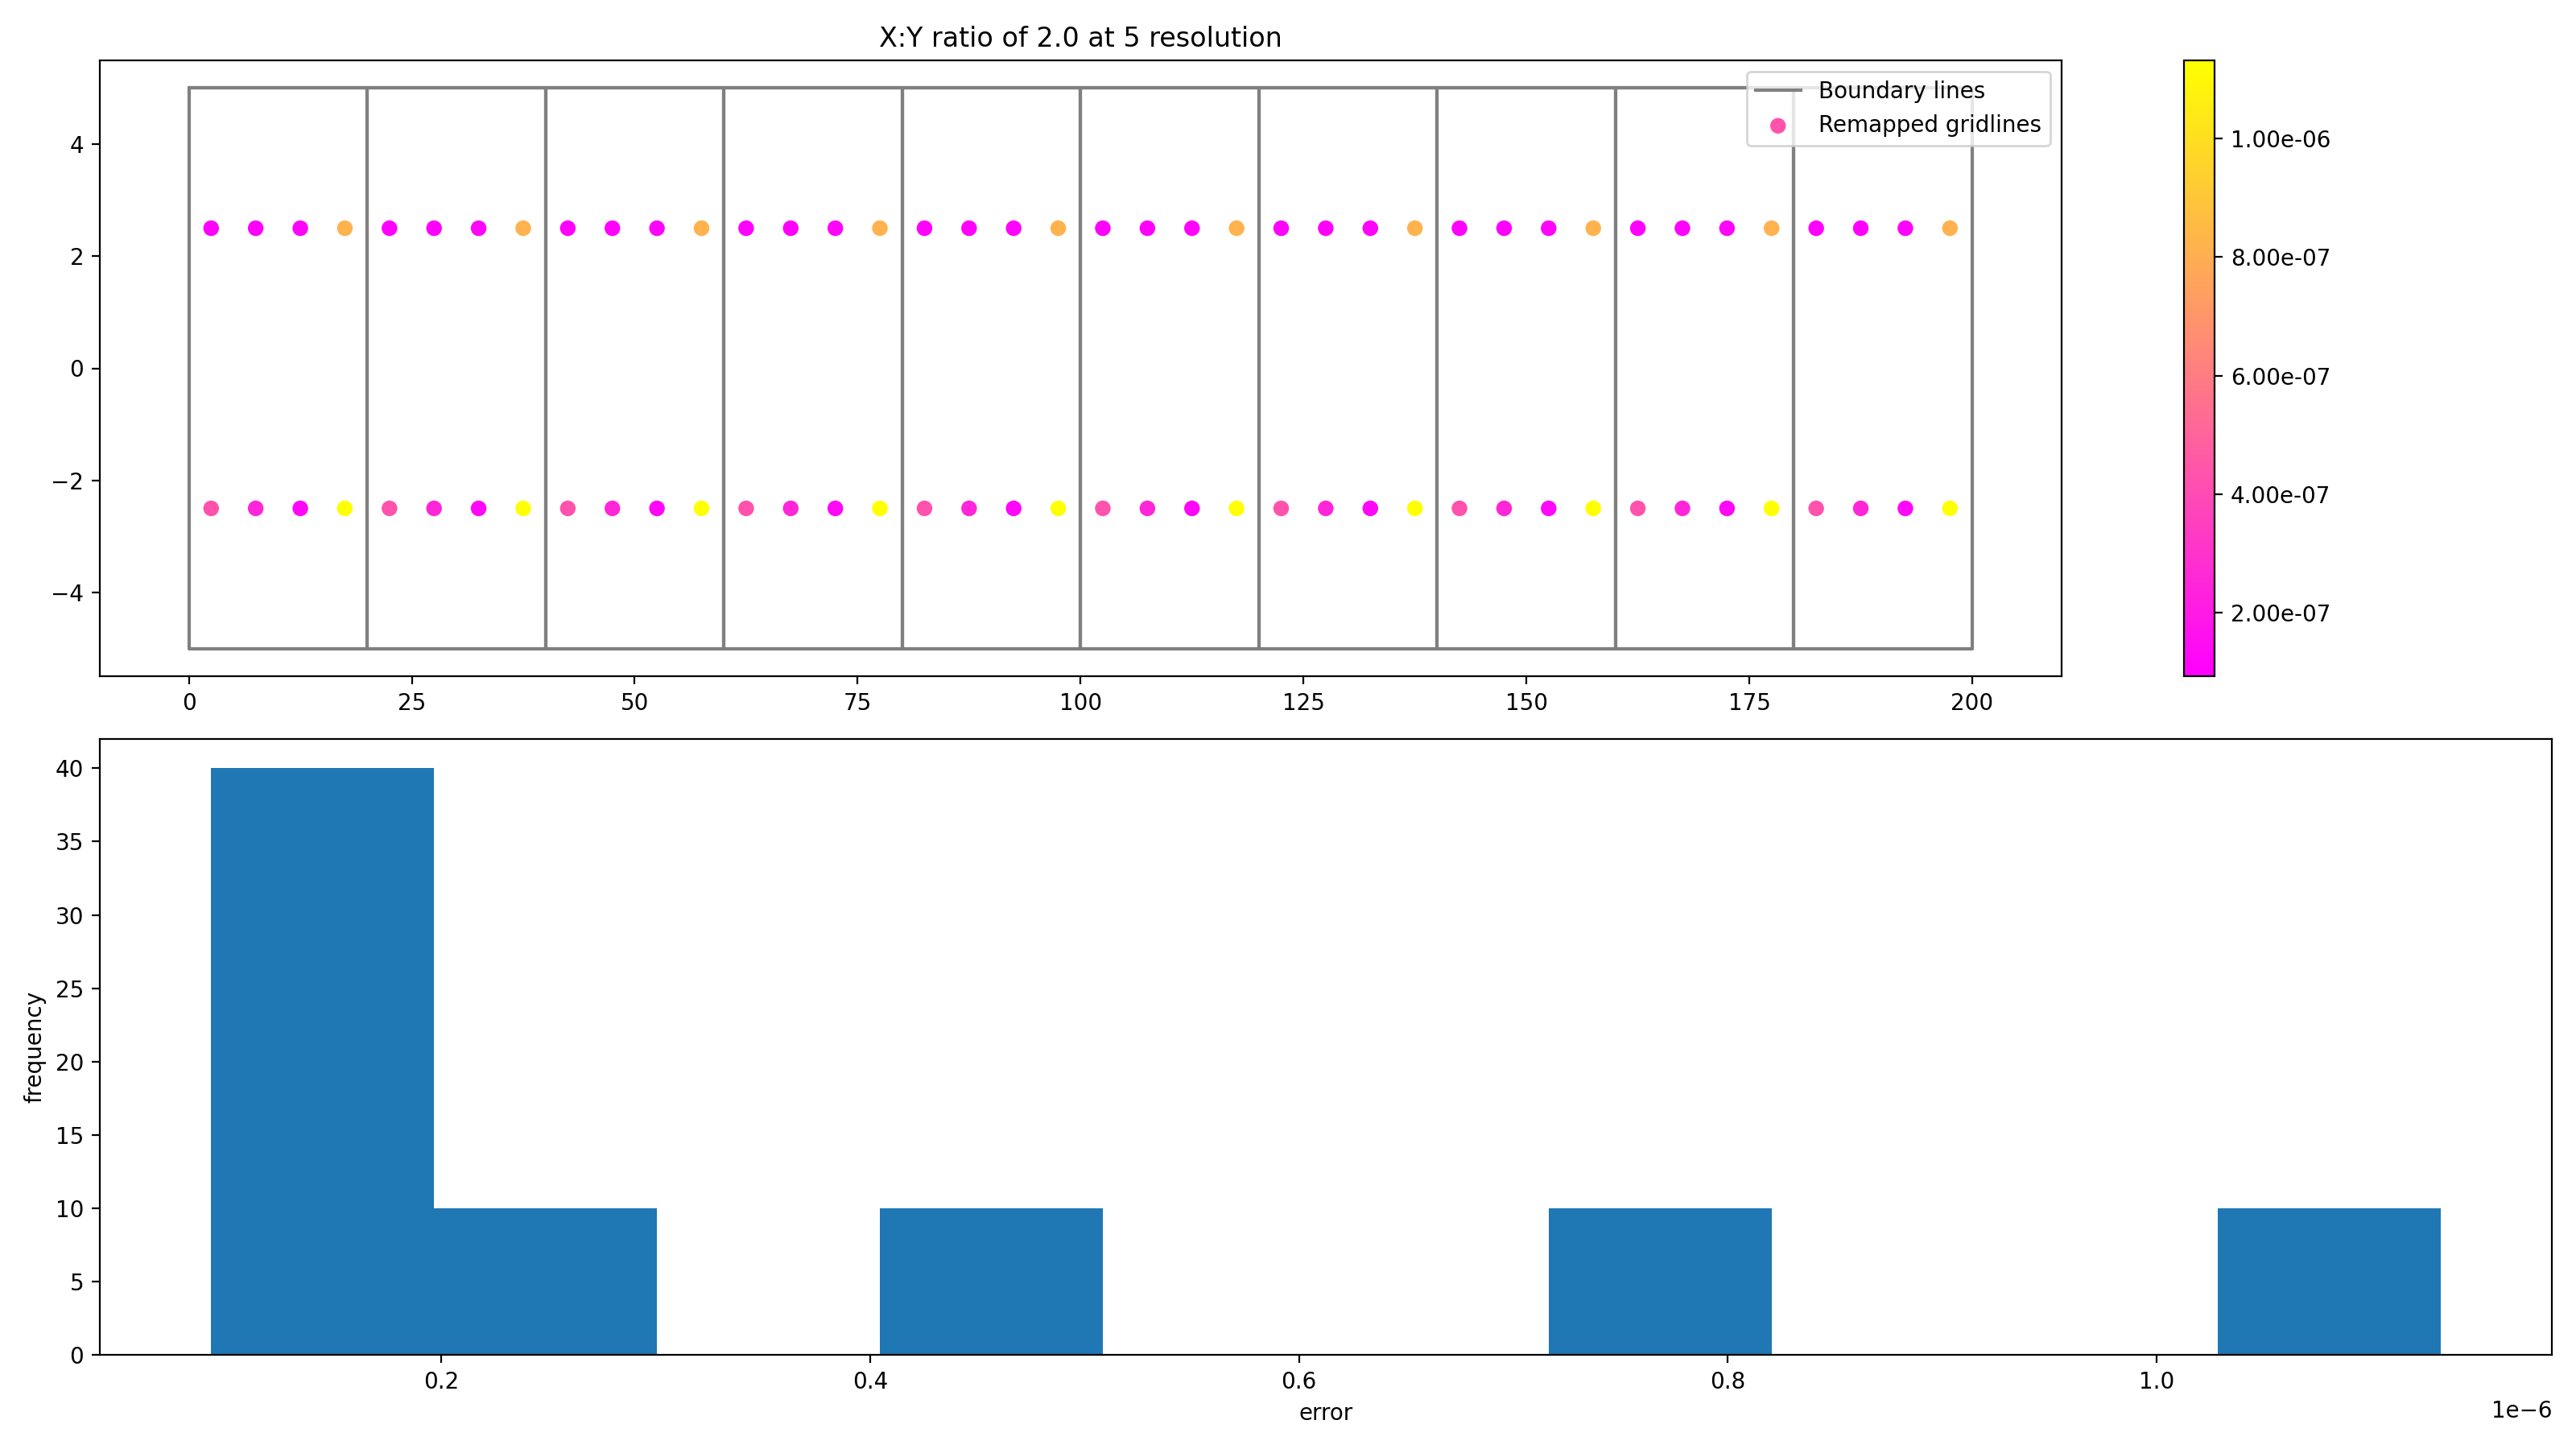 X:Y ratio of 2.0 at 5 resolution
Boundary lines
Remapped gridlines
4
2
0
−2
−4
0 25 50 75 100 125 150 175 200
1.00e-06
8.00e-07
6.00e-07
4.00e-07
2.00e-07
40
35
30
25
20
15
10
5
0
frequency
0.2 0.4 0.6 0.8 1.0
error
1e−6